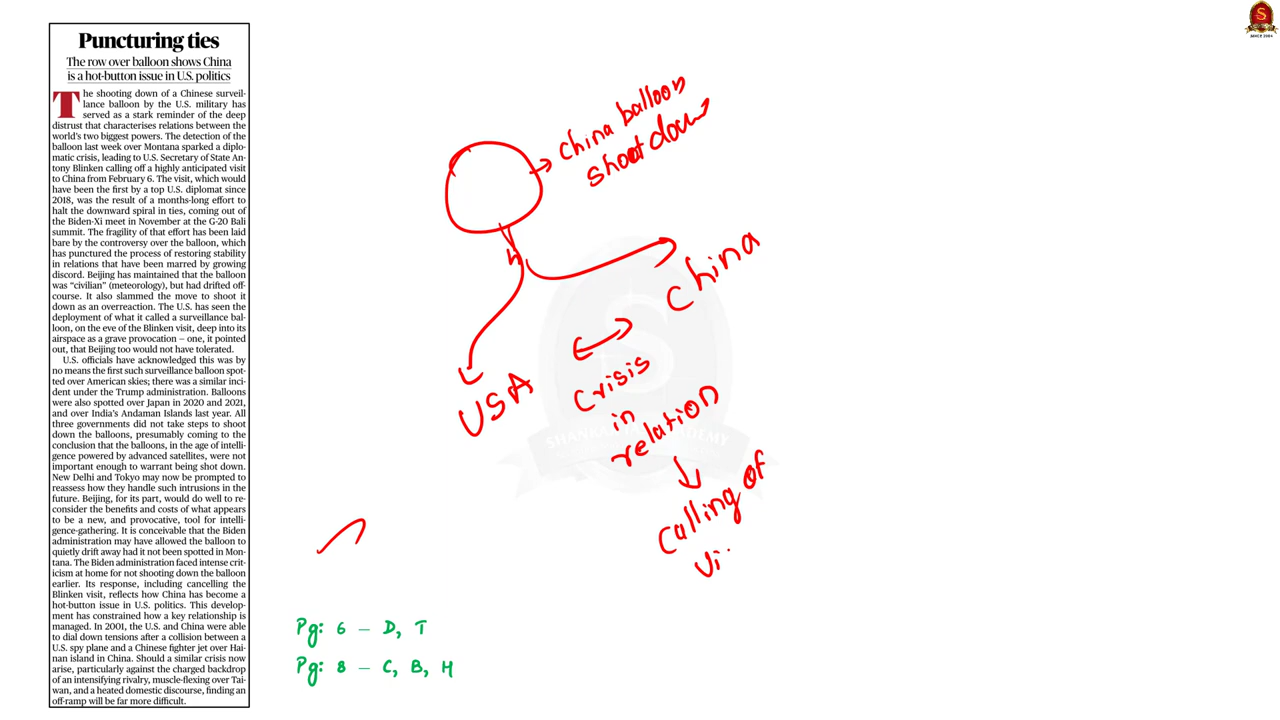 Puncturing ties
The row over balloon shows China
is a hot-button issue in U.S. politics
The shooting down of a Chinese surveil-
lance balloon by the U.S. military has
served as a stark reminder of the deep
distrust that characterises relations between the
world's two biggest powers. The detection of the
balloon last week over Montana sparked a diplo-
matic crisis, leading to U.S. Secretary of State An-
tony Blinken calling off a highly anticipated visit
to China from February 6. The visit, which would
have been the first by a top U.S. diplomat since
2018, was the result of a months-long effort to
halt the downward spiral in ties, coming out of
the Biden-Xi meet in November at the G-20 Bali
summit. The fragility of that effort has been laid
bare by the controversy over the balloon, which
has punctured the process of restoring stability
in relations that have been marred by growing
discord. Beijing has maintained that the balloon
was "civilian" (meteorology), but had drifted off-
course. It also slammed the move to shoot it
down as an overreaction. The U.S. has seen the
deployment of what it called a surveillance bal-
loon, on the eve of the Blinken visit, deep into its
airspace as a grave provocation – one, it pointed
out, that Beijing too would not have tolerated.
U.S. officials have acknowledged this was by
no means the first such surveillance balloon spot-
ted over American skies; there was a similar inci-
dent under the Trump administration. Balloons
were also spotted over Japan in 2020 and 2021,
and over India's Andaman Islands last year. All
three governments did not take steps to shoot
down the balloons, presumably coming to the
conclusion that the balloons, in the age of intelli-
gence powered by advanced satellites, were not
important enough to warrant being shot down.
New Delhi and Tokyo may now be prompted to
reassess how they handle such intrusions in the
future. Beijing, for its part, would do well to re-
consider the benefits and costs of what appears
to be a new, and provocative, tool for intelli-
gence-gathering. It is conceivable that the Biden
administration may have allowed the balloon to
quietly drift away had it not been spotted in Mon-
tana. The Biden administration faced intense crit-
icism at home for not shooting down the balloon
earlier. Its response, including cancelling the
Blinken visit, reflects how China has become a
hot-button issue in U.S. politics. This develop-
ment has constrained how a key relationship is
managed. In 2001, the U.S. and China were able
to dial down tensions after a collision between a
U.S. spy plane and a Chinese fighter jet over Hai-
nan island in China. Should a similar crisis now
arise, particularly against the charged backdrop
of an intensifying rivalry, muscle-flexing over Tai-
wan, and a heated domestic discourse, finding an
off-ramp will be far more difficult.
China balloon
shoot down
China
USA
Crisis
in
relation
Calling of
vi
Pg: 6 – D, T
Pg: 8 – C, B, H
S
SINCE 2004